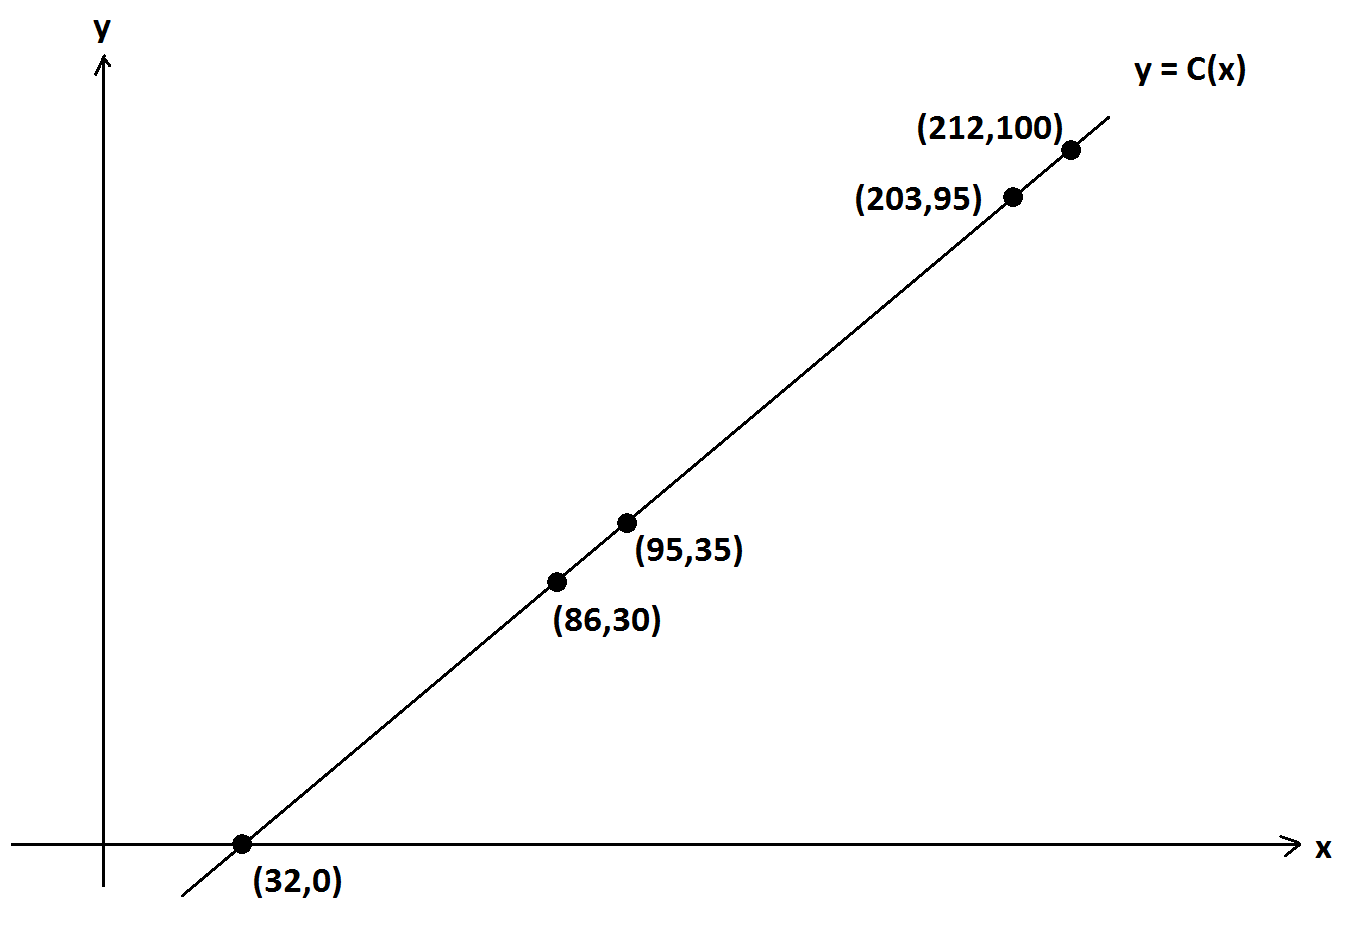 y
y = C(x)
(212,100)
(203,95)
(95,35)
(86,30)
x
(32,0)